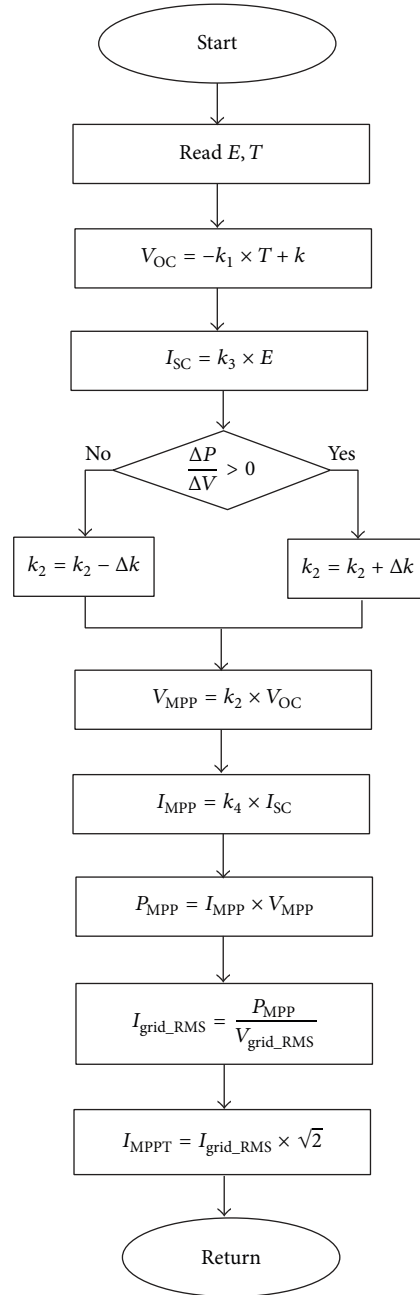 Start
Read E, T
V_OC = −k_1 × T + k
I_SC = k_3 × E
No
ΔP/ΔV > 0
Yes
k_2 = k_2 − Δk
k_2 = k_2 + Δk
V_MPP = k_2 × V_OC
I_MPP = k_4 × I_SC
P_MPP = I_MPP × V_MPP
I_grid_RMS = P_MPP/V_grid_RMS
I_MPPT = I_grid_RMS × √2
Return